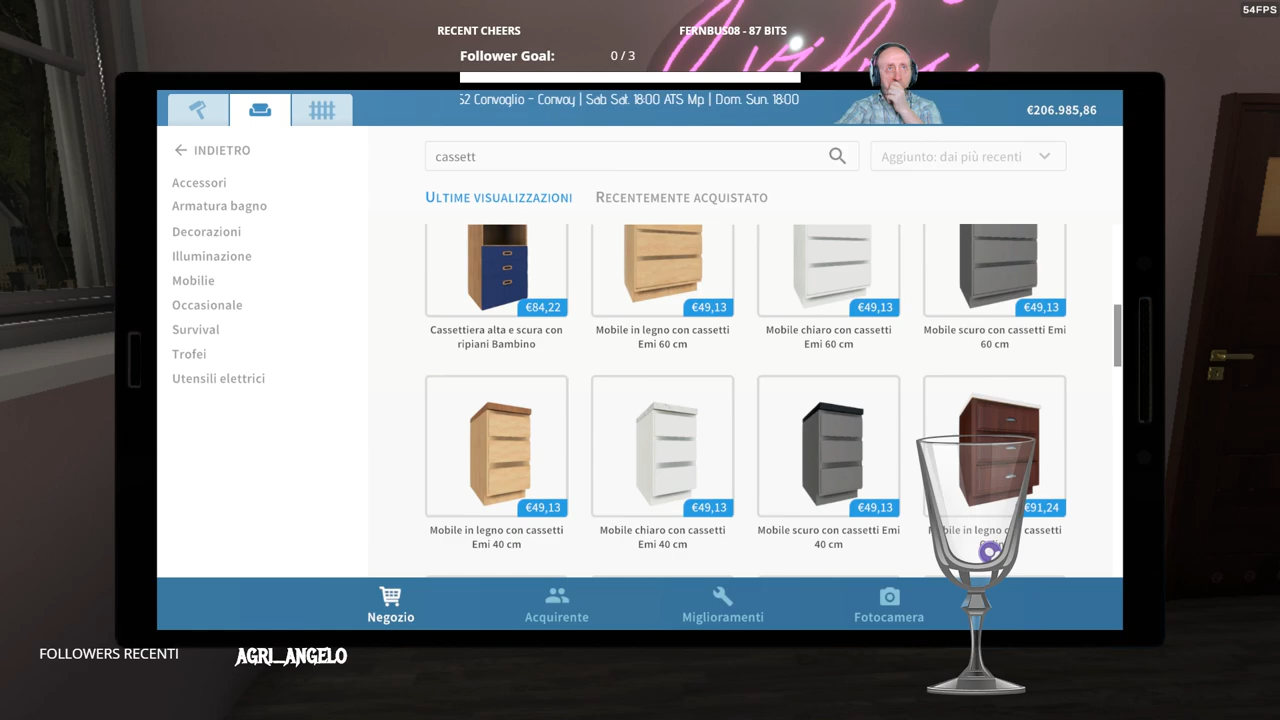 54FPS
RECENT CHEERS
FERNBUS08 - 87 BITS
Follower Goal:
0 / 3
52 Convoglio - Convoy | Sab Sat. 18:00 ATS Mp | Dom. Sun. 18:00
€206.985,86
INDIETRO
Accessori
Armatura bagno
Decorazioni
Illuminazione
Mobilie
Occasionale
Survival
Trofei
Utensili elettrici
cassett
Aggiunto: dai più recenti
ULTIME VISUALIZZAZIONI
RECENTEMENTE ACQUISTATO
€84,22
€49,13
€49,13
€49,13
Cassettiera alta e scura con
ripiani Bambino
Mobile in legno con cassetti
Emi 60 cm
Mobile chiaro con cassetti
Emi 60 cm
Mobile scuro con cassetti Emi
60 cm
€49,13
€49,13
€49,13
€91,24
Mobile in legno con cassetti
Emi 40 cm
Mobile chiaro con cassetti
Emi 40 cm
Mobile scuro con cassetti Emi
40 cm
Mobile in legno con cassetti
Negozio
Acquirente
Miglioramenti
Fotocamera
FOLLOWERS RECENTI
AGRI_ANGELO